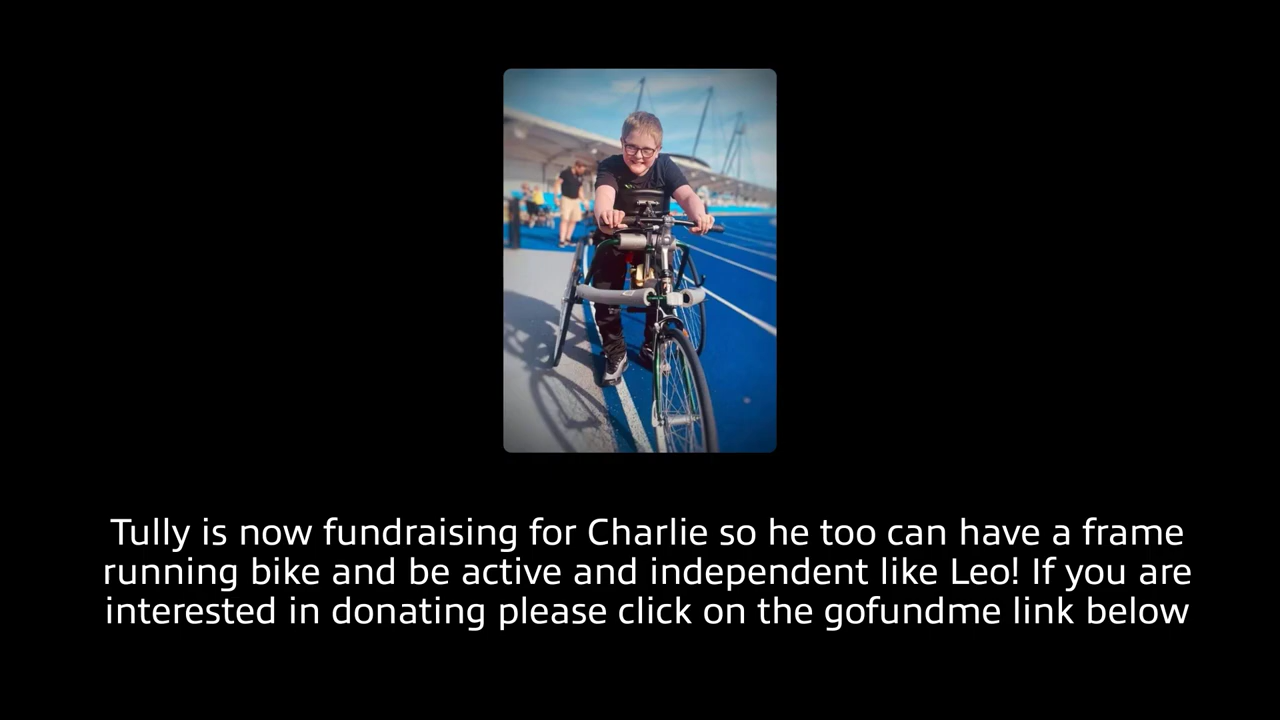 Tully is now fundraising for Charlie so he too can have a frame
running bike and be active and independent like Leo! If you are
interested in donating please click on the gofundme link below